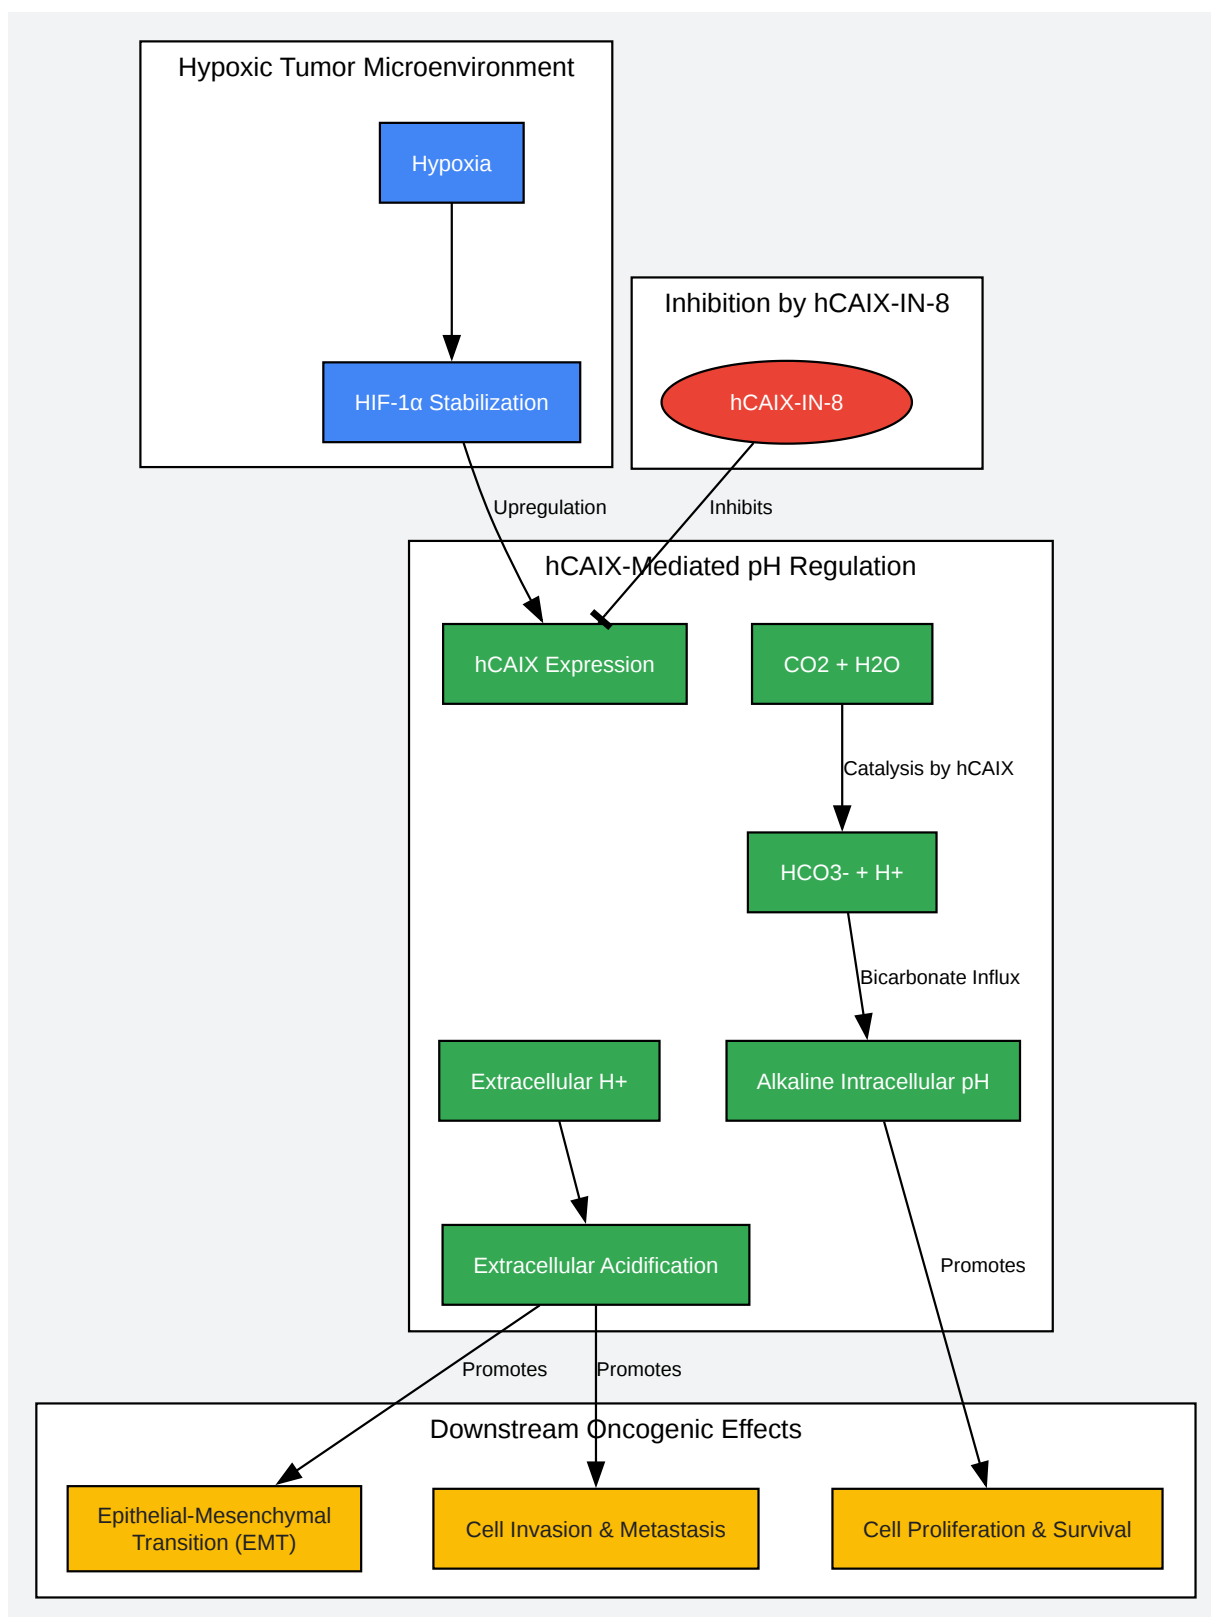 Hypoxic Tumor Microenvironment
Hypoxia
HIF-1α Stabilization
Inhibition by hCAIX-IN-8
hCAIX-IN-8
Upregulation
Inhibits
hCAIX-Mediated pH Regulation
hCAIX Expression
CO2 + H2O
Catalysis by hCAIX
HCO3- + H+
Bicarbonate Influx
Extracellular H+
Alkaline Intracellular pH
Extracellular Acidification
Promotes
Promotes
Promotes
Downstream Oncogenic Effects
Epithelial-Mesenchymal
Transition (EMT)
Cell Invasion & Metastasis
Cell Proliferation & Survival